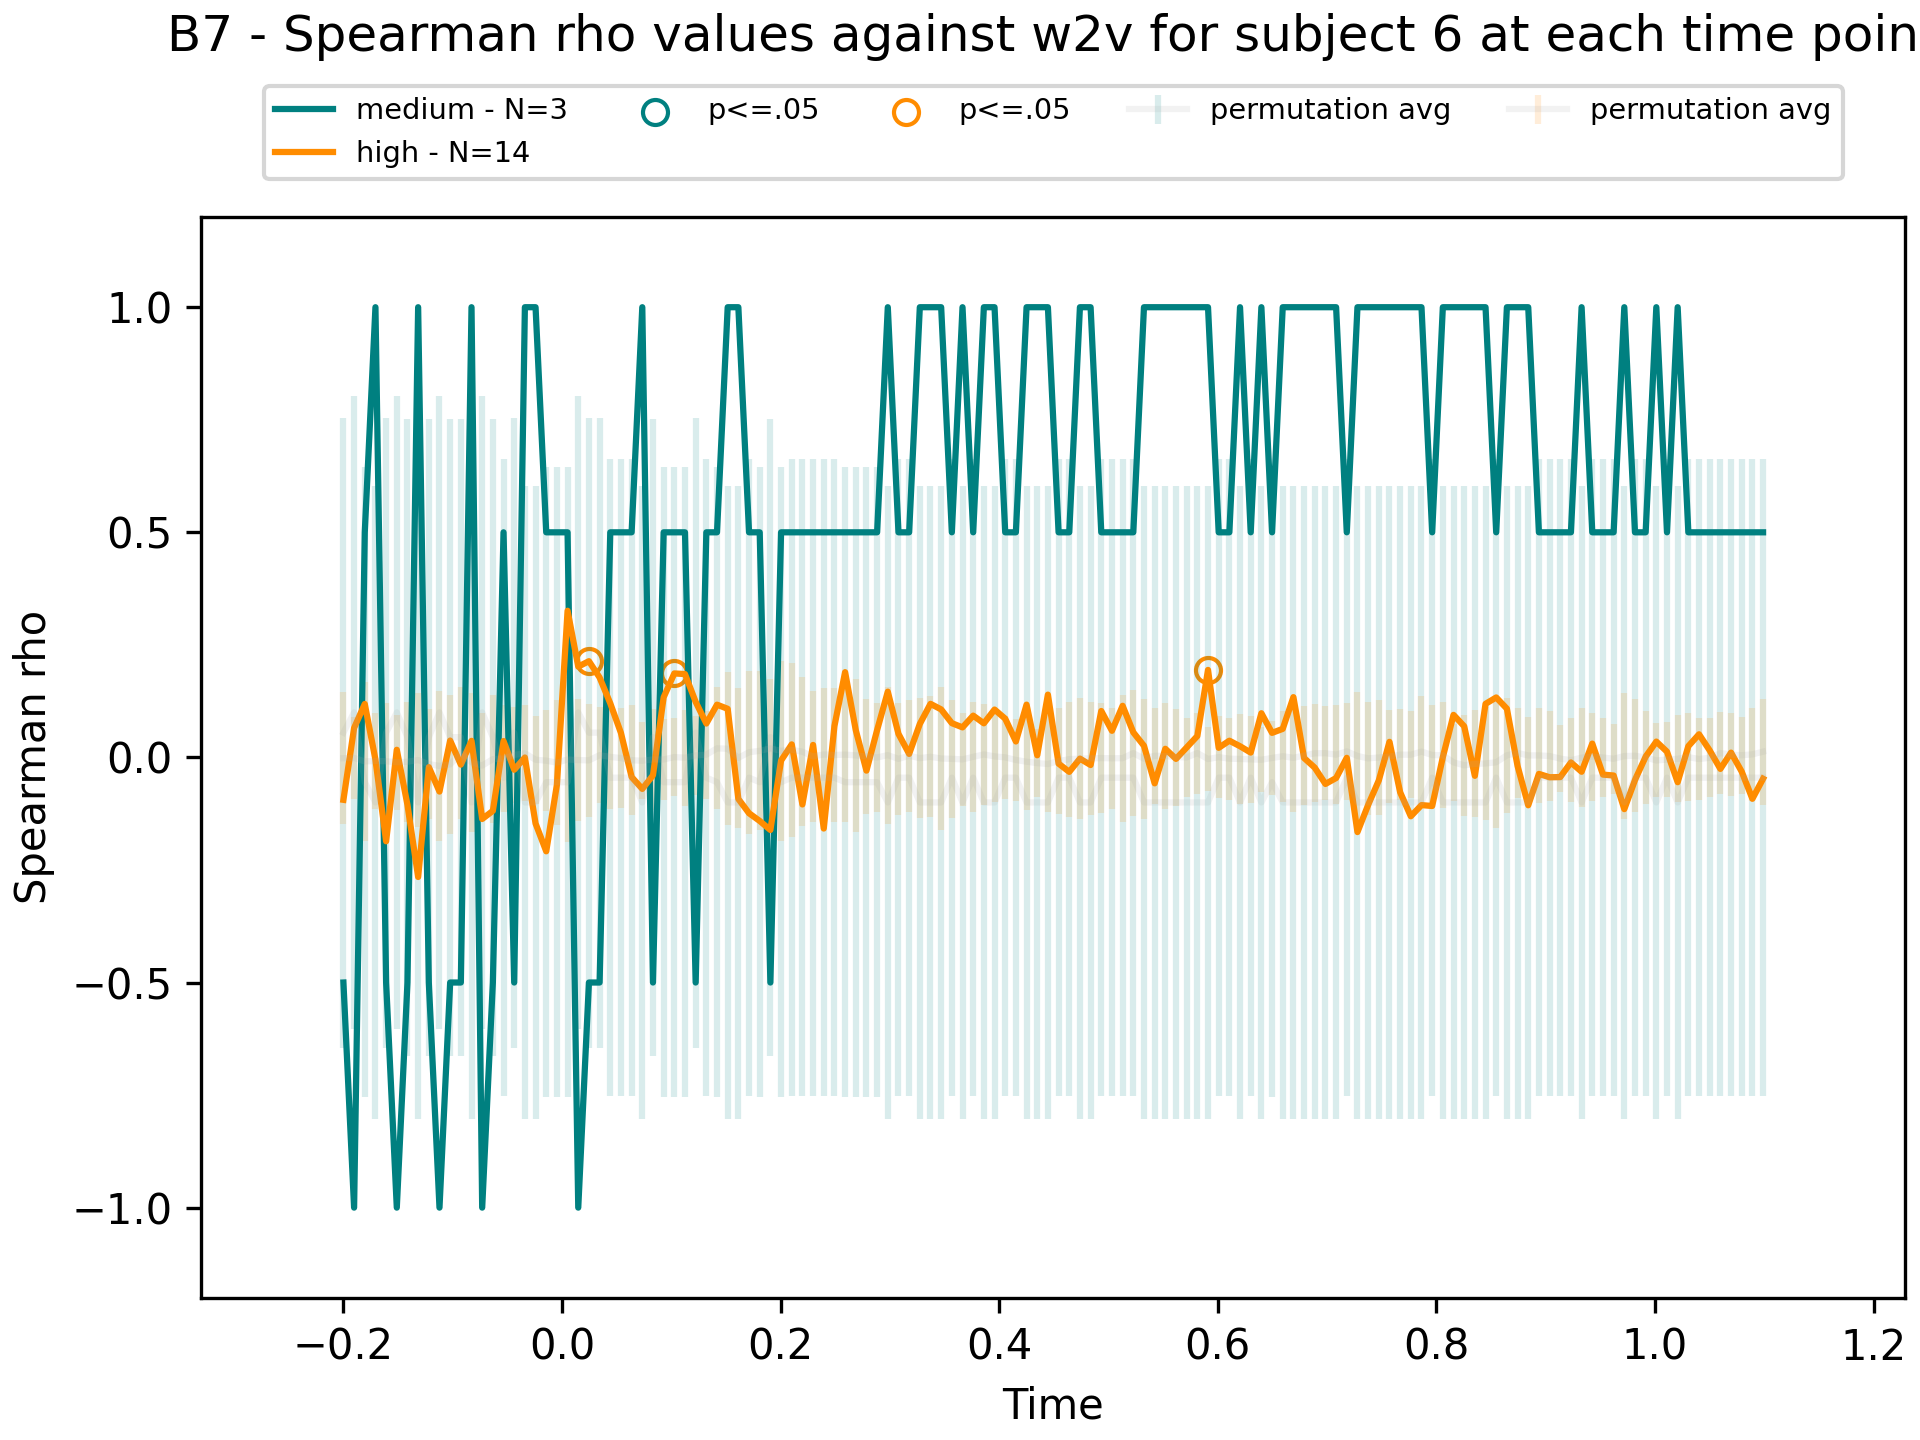 B7 - Spearman rho values against w2v for subject 6 at each time poin
medium - N=3
high - N=14
p<=.05
p<=.05
permutation avg
permutation avg
Spearman rho
1.0
0.5
0.0
−0.5
−1.0
−0.2
0.0
0.2
0.4
0.6
0.8
1.0
1.2
Time